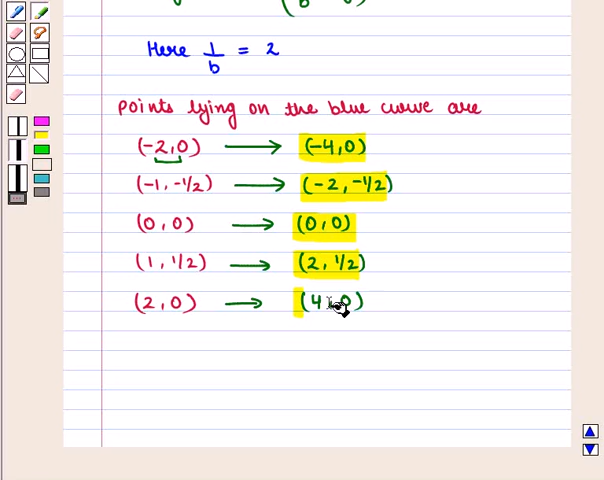 (b
Here 1/b = 2
Points lying on the blue curve are
(-2,0) → (-4,0)
(-1,-1/2) → (-2,-1/2)
(0,0) → (0,0)
(1,1/2) → (2,1/2)
(2,0) → (4,0)